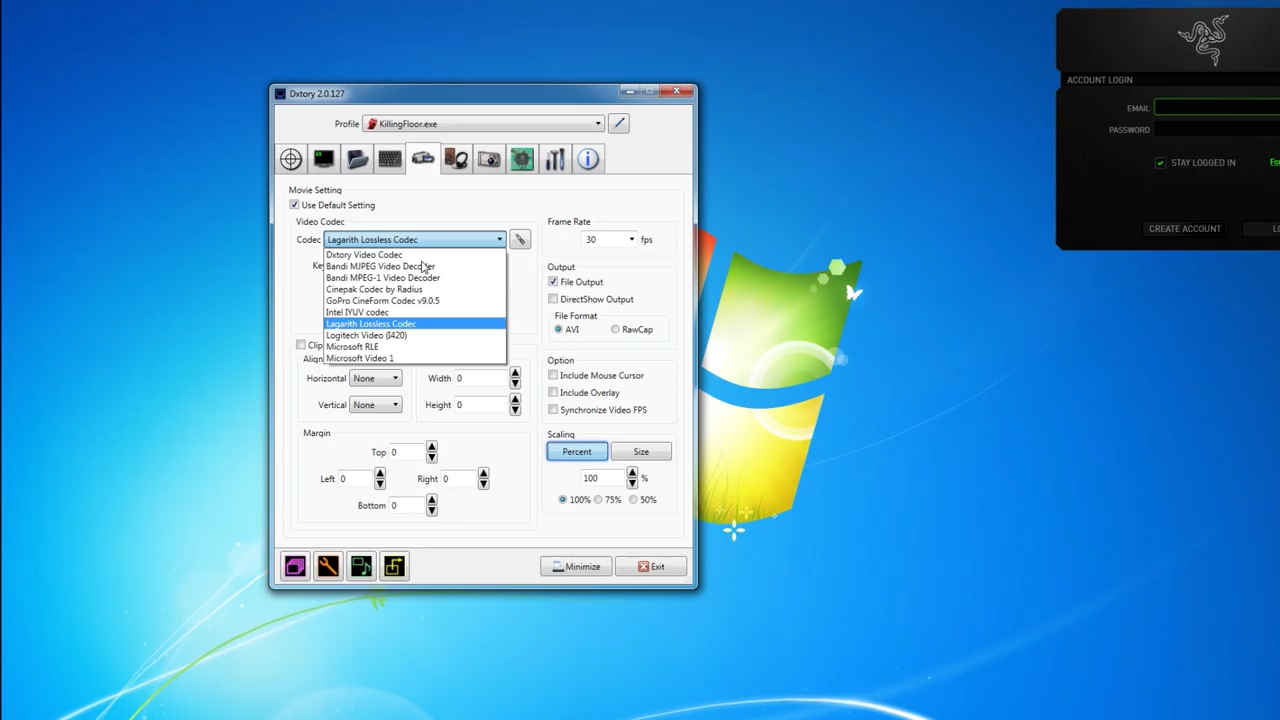 Dxtory 2.0.127
Profile KillingFloor.exe
Movie Setting
Use Default Setting
Video Codec
Codec Lagarith Lossless Codec
Dxtory Video Codec
Bandi MJPEG Video Decoder
Bandi MPEG-1 Video Decoder
Cinepak Codec by Radius
GoPro CineForm Codec v9.0.5
Intel IYUV codec
Lagarith Lossless Codec
Logitech Video (I420)
Microsoft RLE
Microsoft Video 1
Ke
Clip
Align
Horizontal None
Vertical None
Width 0
Height 0
Margin
Top 0
Left 0 Right 0
Bottom 0
Frame Rate
30 fps
Output
File Output
DirectShow Output
File Format
AVI RawCap
Option
Include Mouse Cursor
Include Overlay
Synchronize Video FPS
Scaling
Percent Size
100 %
100% 75% 50%
Minimize Exit
ACCOUNT LOGIN
EMAIL
PASSWORD
STAY LOGGED IN Fo
CREATE ACCOUNT LO